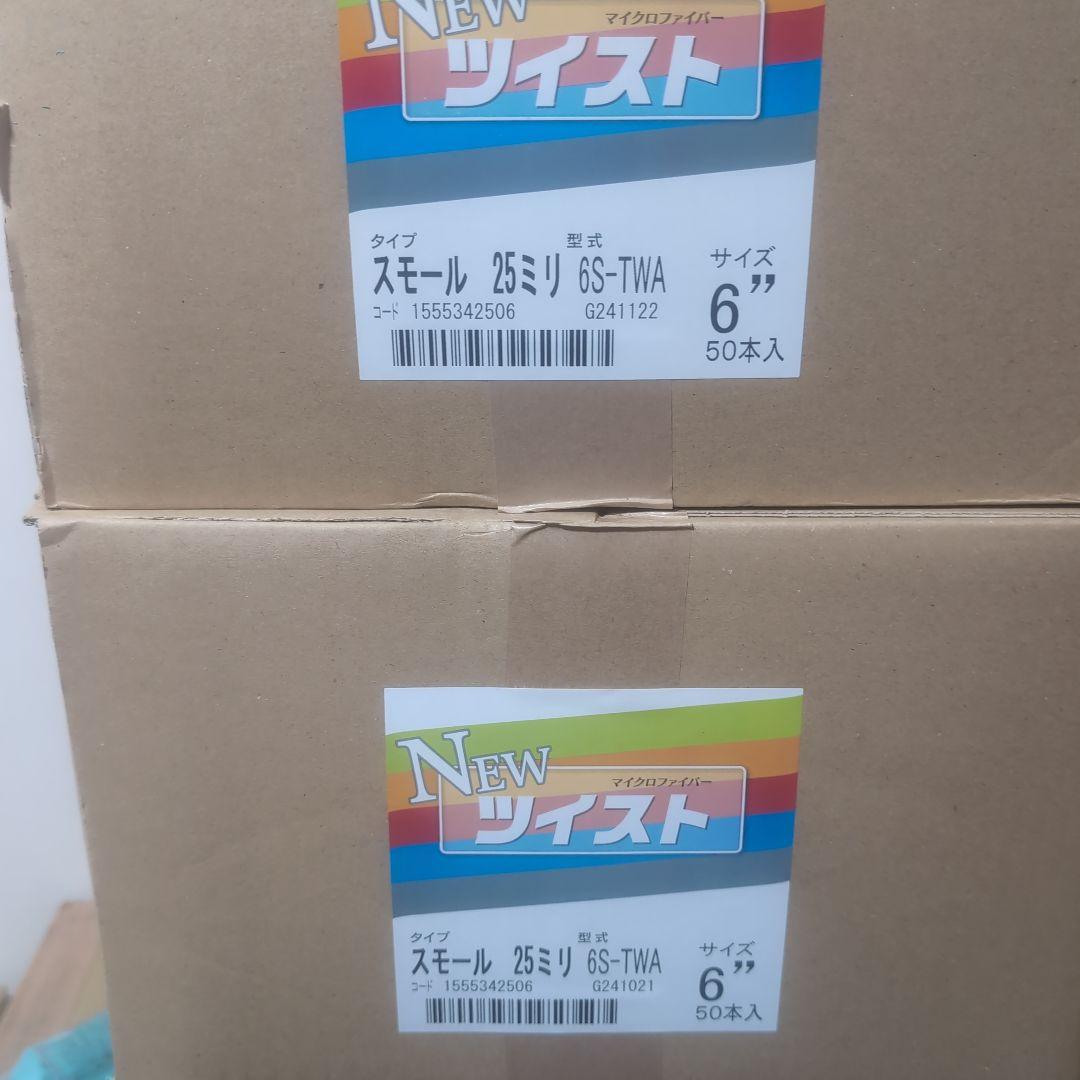 NEW
マイクロファイバー
ツイスト
タイプ 型式
スモール 25ミリ 6S-TWA
コード 1555342506 G241122
サイズ
6”
50本入
NEW
マイクロファイバー
ツイスト
タイプ 型式
スモール 25ミリ 6S-TWA
コード 1555342506 G241021
サイズ
6”
50本入